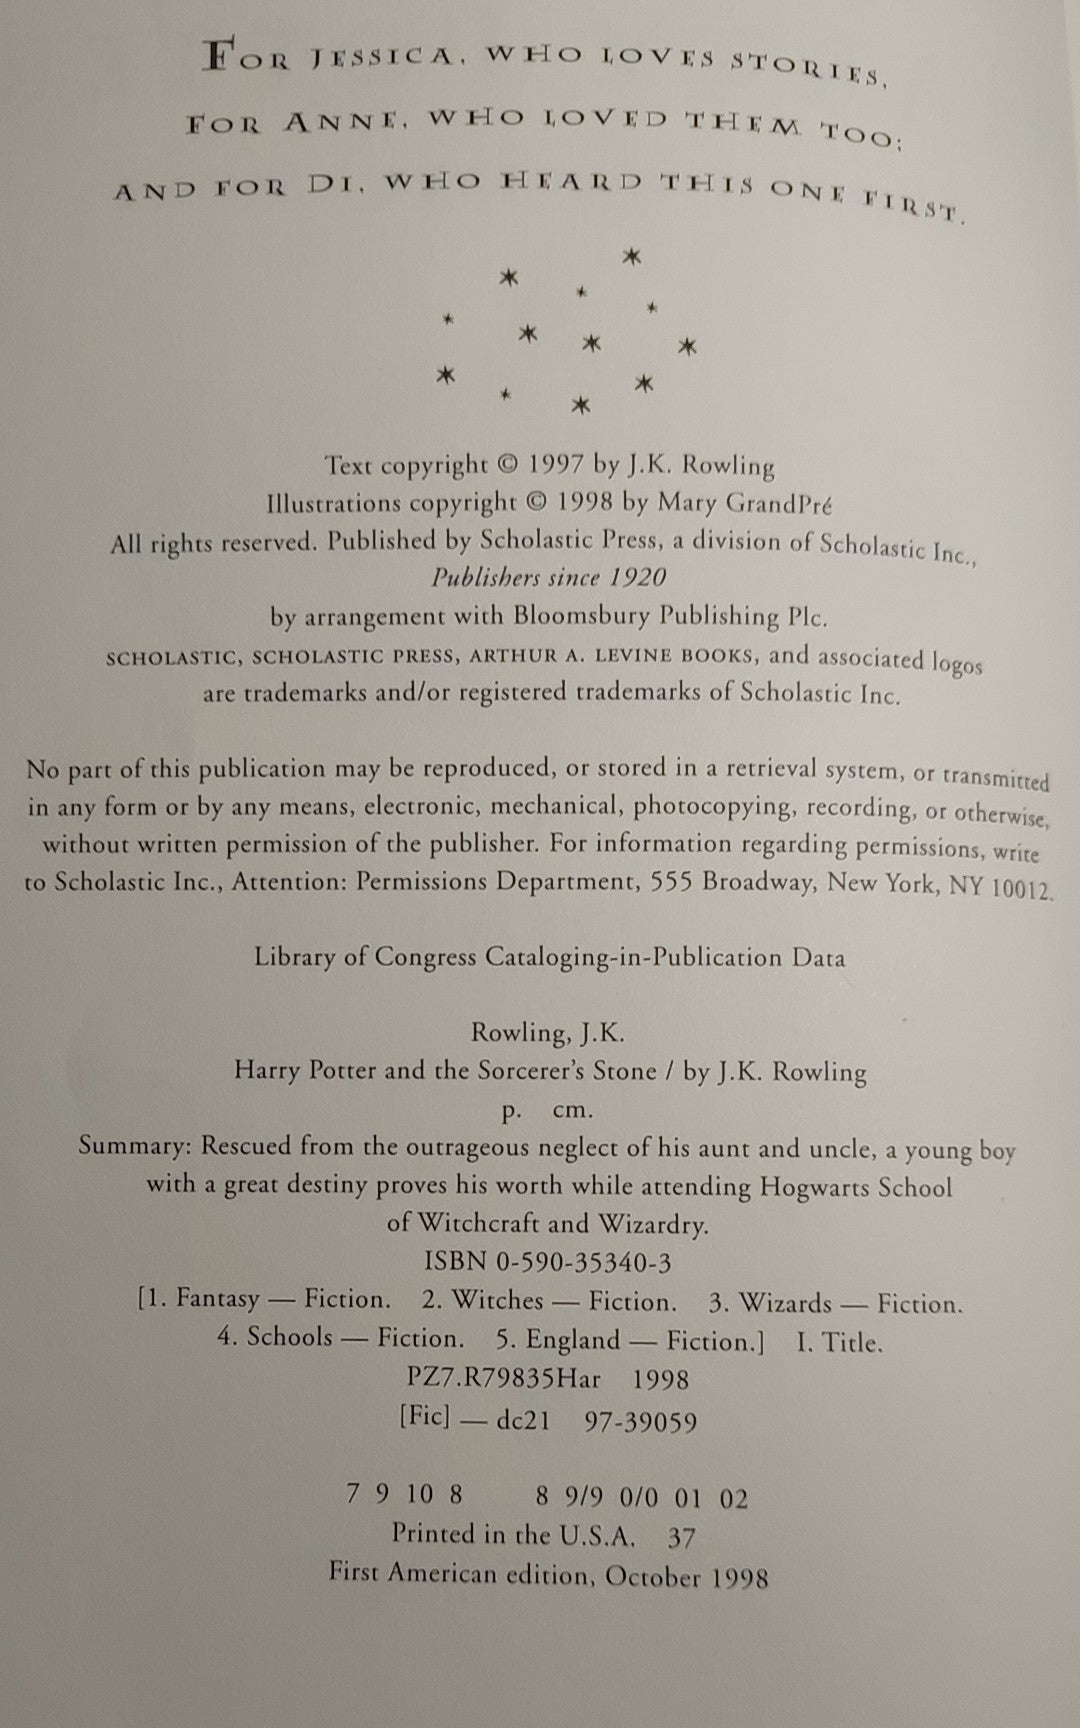 FOR JESSICA, WHO LOVES STORIES,
FOR ANNE, WHO LOVED THEM TOO;
AND FOR DI, WHO HEARD THIS ONE FIRST.
Text copyright © 1997 by J.K. Rowling
Illustrations copyright © 1998 by Mary GrandPré
All rights reserved. Published by Scholastic Press, a division of Scholastic Inc.,
Publishers since 1920
by arrangement with Bloomsbury Publishing Plc.
SCHOLASTIC, SCHOLASTIC PRESS, ARTHUR A. LEVINE BOOKS, and associated logos
are trademarks and/or registered trademarks of Scholastic Inc.
No part of this publication may be reproduced, or stored in a retrieval system, or transmitted
in any form or by any means, electronic, mechanical, photocopying, recording, or otherwise,
without written permission of the publisher. For information regarding permissions, write
to Scholastic Inc., Attention: Permissions Department, 555 Broadway, New York, NY 10012.
Library of Congress Cataloging-in-Publication Data
Rowling, J.K.
Harry Potter and the Sorcerer's Stone / by J.K. Rowling
p. cm.
Summary: Rescued from the outrageous neglect of his aunt and uncle, a young boy
with a great destiny proves his worth while attending Hogwarts School
of Witchcraft and Wizardry.
ISBN 0-590-35340-3
[1. Fantasy — Fiction. 2. Witches — Fiction. 3. Wizards — Fiction.
4. Schools — Fiction. 5. England — Fiction.] I. Title.
PZ7.R79835Har 1998
[Fic] — dc21 97-39059
7 9 10 8 8 9/9 0/0 01 02
Printed in the U.S.A. 37
First American edition, October 1998